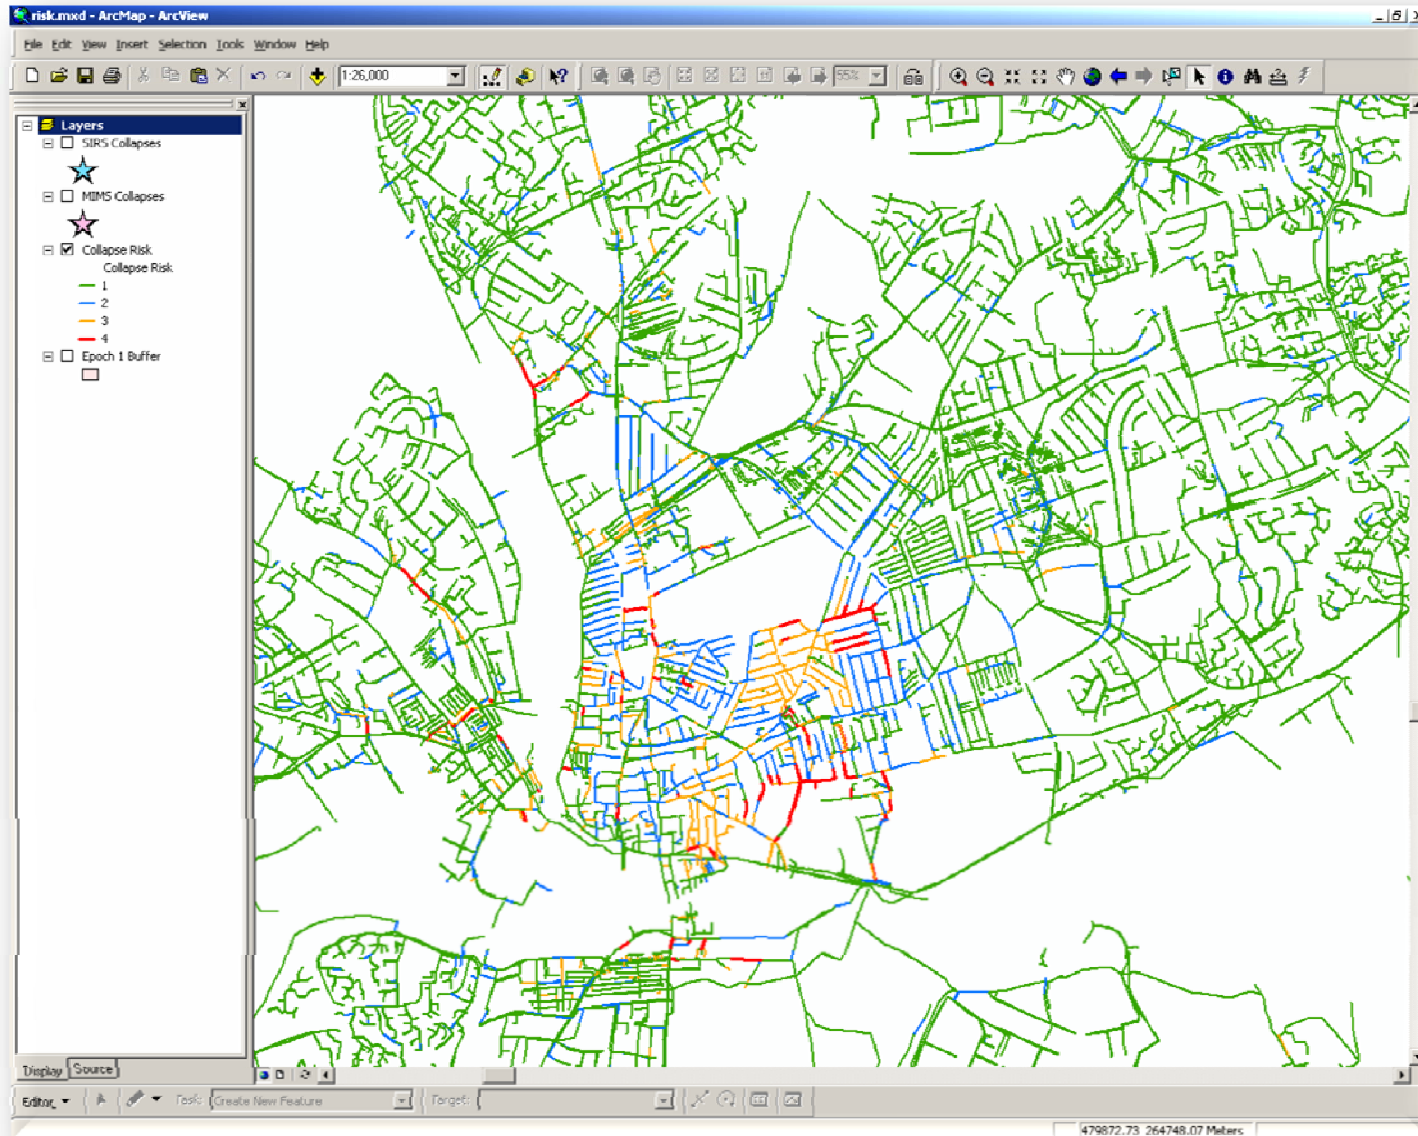 risk.mxd - ArcMap - ArcView
File Edit View Insert Selection Tools Window Help
1:26,000
55%
Layers
SIRS Collapses
MIMS Collapses
Collapse Risk
Collapse Risk
1
2
3
4
Epoch 1 Buffer
Display Source
Editor Task: Create New Feature Target:
479872.73 264748.07 Meters